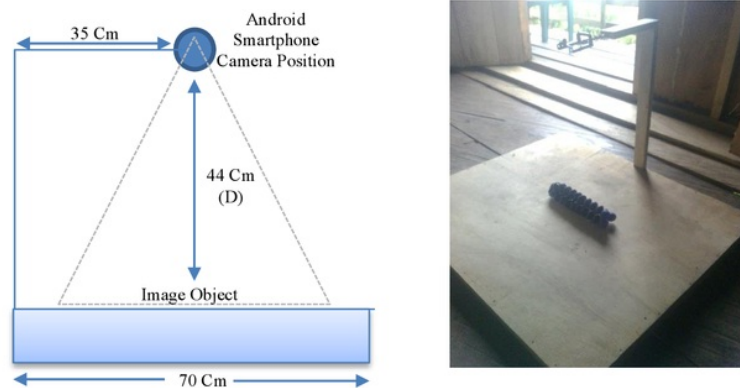 35 Cm
Android
Smartphone
Camera Position
44 Cm
(D)
Image Object
70 Cm